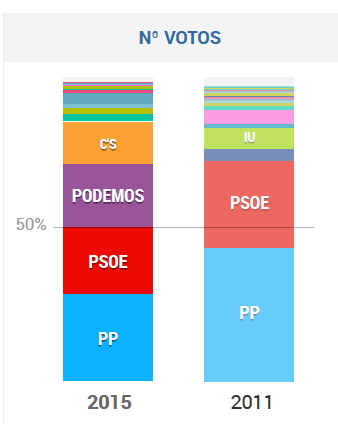 Nº VOTOS
C'S
IU
PODEMOS
PSOE
50%
PSOE
PP
PP
2015
2011